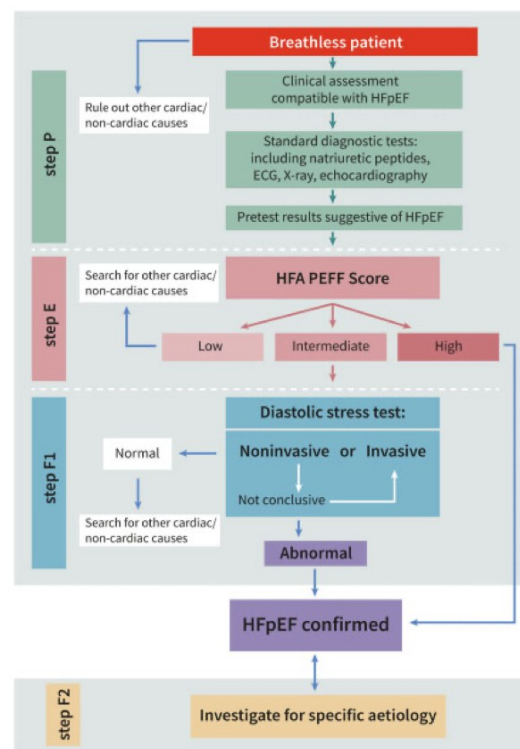 Breathless patient
step P
Rule out other cardiac/
non-cardiac causes
Clinical assessment
compatible with HFpEF
Standard diagnostic tests:
including natriuretic peptides,
ECG, X-ray, echocardiography
Pretest results suggestive of HFpEF
step E
Search for other cardiac/
non-cardiac causes
HFA PEFF Score
Low
Intermediate
High
step F1
Diastolic stress test:
Normal
Noninvasive or Invasive
Not conclusive
Search for other cardiac/
non-cardiac causes
Abnormal
HFpEF confirmed
step F2
Investigate for specific aetiology